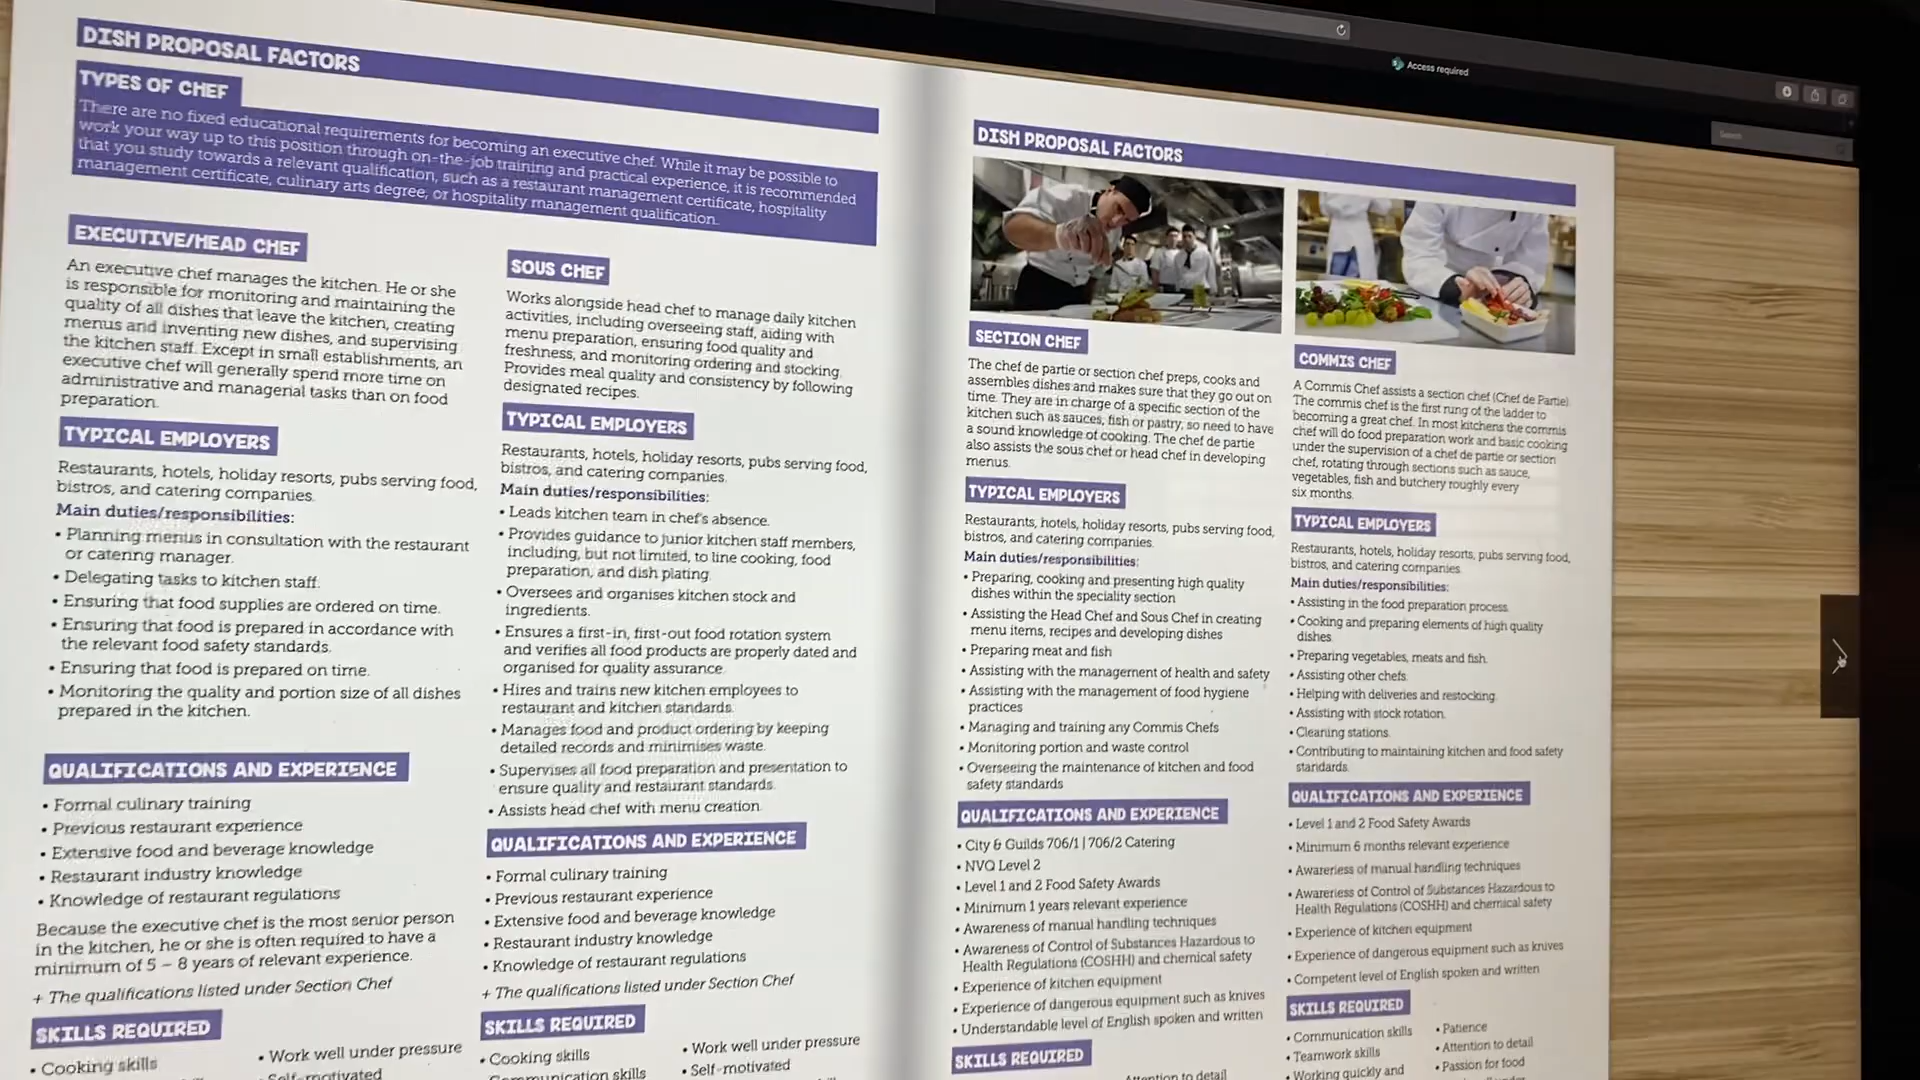 Access required
Search
DISH PROPOSAL FACTORS
TYPES OF CHEF
There are no fixed educational requirements for becoming an executive chef. While it may be possible to
work your way up to this position through on-the-job training and practical experience, it is recommended
that you study towards a relevant qualification, such as a restaurant management certificate, hospitality
management certificate, culinary arts degree, or hospitality management qualification.
EXECUTIVE/HEAD CHEF
An executive chef manages the kitchen. He or she
is responsible for monitoring and maintaining the
quality of all dishes that leave the kitchen, creating
menus and inventing new dishes, and supervising
the kitchen staff. Except in small establishments, an
executive chef will generally spend more time on
administrative and managerial tasks than on food
preparation.
TYPICAL EMPLOYERS
Restaurants, hotels, holiday resorts, pubs serving food,
bistros, and catering companies.
Main duties/responsibilities:
• Planning menus in consultation with the restaurant
or catering manager.
• Delegating tasks to kitchen staff.
• Ensuring that food supplies are ordered on time.
• Ensuring that food is prepared in accordance with
the relevant food safety standards.
• Ensuring that food is prepared on time.
• Monitoring the quality and portion size of all dishes
prepared in the kitchen.
QUALIFICATIONS AND EXPERIENCE
• Formal culinary training
• Previous restaurant experience
• Extensive food and beverage knowledge
• Restaurant industry knowledge
• Knowledge of restaurant regulations
Because the executive chef is the most senior person
in the kitchen, he or she is often required to have a
minimum of 5 – 8 years of relevant experience.
+ The qualifications listed under Section Chef
SKILLS REQUIRED
• Cooking skills
• Work well under pressure
Self-motivated
SOUS CHEF
Works alongside head chef to manage daily kitchen
activities, including overseeing staff, aiding with
menu preparation, ensuring food quality and
freshness, and monitoring ordering and stocking.
Provides meal quality and consistency by following
designated recipes.
TYPICAL EMPLOYERS
Restaurants, hotels, holiday resorts, pubs serving food,
bistros, and catering companies.
Main duties/responsibilities:
• Leads kitchen team in chef's absence.
• Provides guidance to junior kitchen staff members,
including, but not limited, to line cooking, food
preparation, and dish plating.
• Oversees and organises kitchen stock and
ingredients.
• Ensures a first-in, first-out food rotation system
and verifies all food products are properly dated and
organised for quality assurance.
• Hires and trains new kitchen employees to
restaurant and kitchen standards.
• Manages food and product ordering by keeping
detailed records and minimises waste.
• Supervises all food preparation and presentation to
ensure quality and restaurant standards.
• Assists head chef with menu creation.
QUALIFICATIONS AND EXPERIENCE
• Formal culinary training
• Previous restaurant experience
• Extensive food and beverage knowledge
• Restaurant industry knowledge
• Knowledge of restaurant regulations
+ The qualifications listed under Section Chef
SKILLS REQUIRED
• Cooking skills
Communication skills
• Work well under pressure
• Self-motivated
DISH PROPOSAL FACTORS
SECTION CHEF
The chef de partie or section chef preps, cooks and
assembles dishes and makes sure that they go out on
time. They are in charge of a specific section of the
kitchen such as sauces, fish or pastry, so need to have
a sound knowledge of cooking. The chef de partie
also assists the sous chef or head chef in developing
menus.
TYPICAL EMPLOYERS
Restaurants, hotels, holiday resorts, pubs serving food,
bistros, and catering companies.
Main duties/responsibilities:
• Preparing, cooking and presenting high quality
dishes within the speciality section
• Assisting the Head Chef and Sous Chef in creating
menu items, recipes and developing dishes
• Preparing meat and fish
• Assisting with the management of health and safety
• Assisting with the management of food hygiene
practices
• Managing and training any Commis Chefs
• Monitoring portion and waste control
• Overseeing the maintenance of kitchen and food
safety standards
QUALIFICATIONS AND EXPERIENCE
• City & Guilds 706/1 | 706/2 Catering
• NVQ Level 2
• Level 1 and 2 Food Safety Awards
• Minimum 1 years relevant experience
• Awareness of manual handling techniques
• Awareness of Control of Substances Hazardous to
Health Regulations (COSHH) and chemical safety
• Experience of kitchen equipment
• Experience of dangerous equipment such as knives
• Understandable level of English spoken and written
SKILLS REQUIRED
Attention to detail
COMMIS CHEF
A Commis Chef assists a section chef (Chef de Partie).
The commis chef is the first rung of the ladder to
becoming a great chef. In most kitchens the commis
chef will do food preparation work and basic cooking
under the supervision of a chef de partie or section
chef, rotating through sections such as sauce,
vegetables, fish and butchery roughly every
six months.
TYPICAL EMPLOYERS
Restaurants, hotels, holiday resorts, pubs serving food,
bistros, and catering companies.
Main duties/responsibilities:
• Assisting in the food preparation process.
• Cooking and preparing elements of high quality
dishes.
• Preparing vegetables, meats and fish.
• Assisting other chefs.
• Helping with deliveries and restocking.
• Assisting with stock rotation.
• Cleaning stations.
• Contributing to maintaining kitchen and food safety
standards.
QUALIFICATIONS AND EXPERIENCE
• Level 1 and 2 Food Safety Awards
• Minimum 6 months relevant experience
• Awareness of manual handling techniques
• Awareness of Control of Substances Hazardous to
Health Regulations (COSHH) and chemical safety
• Experience of kitchen equipment
• Experience of dangerous equipment such as knives
• Competent level of English spoken and written
SKILLS REQUIRED
• Communication skills
• Teamwork skills
• Working quickly and
• Patience
• Attention to detail
• Passion for food